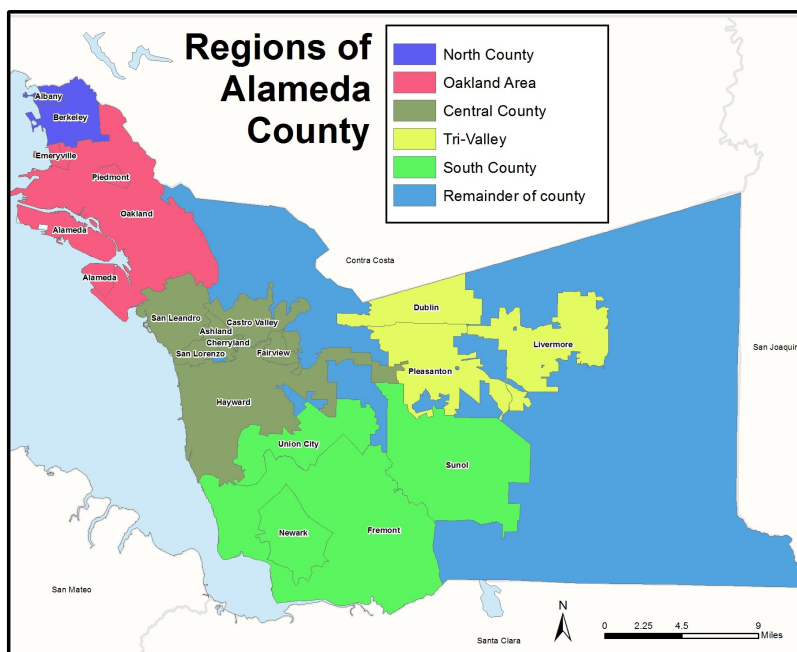 Regions of
Alameda
County
North County
Oakland Area
Central County
Tri-Valley
South County
Remainder of county
Albany
Berkeley
Emeryville
Piedmont
Oakland
Alameda
Contra Costa
Alameda
Dublin
San Leandro
Castro Valley
Ashland
Cherryland
San Lorenzo
Fairview
Livermore
San Joaquin
Pleasanton
Hayward
Union City
Sunol
Newark
Fremont
San Mateo
Santa Clara
N
0 2.25 4.5 9
Miles